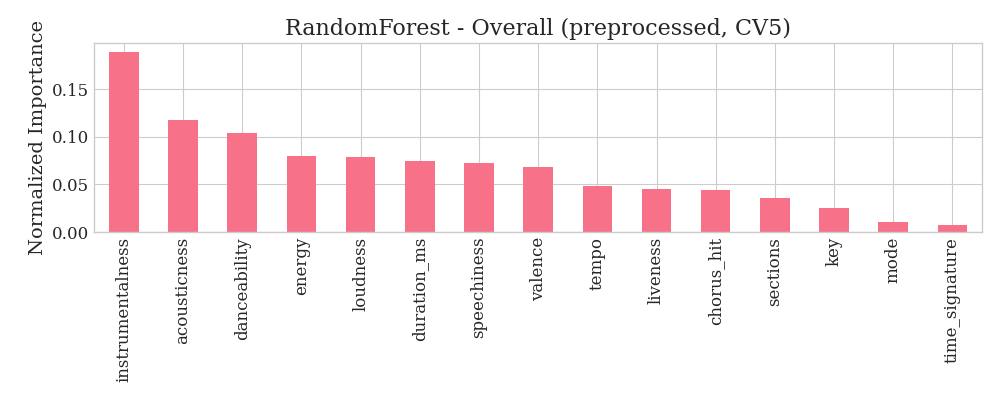 RandomForest - Overall (preprocessed, CV5)
Normalized Importance
0.15
0.10
0.05
0.00
instrumentalness
acousticness
danceability
energy
loudness
duration_ms
speechiness
valence
tempo
liveness
chorus_hit
sections
key
mode
time_signature